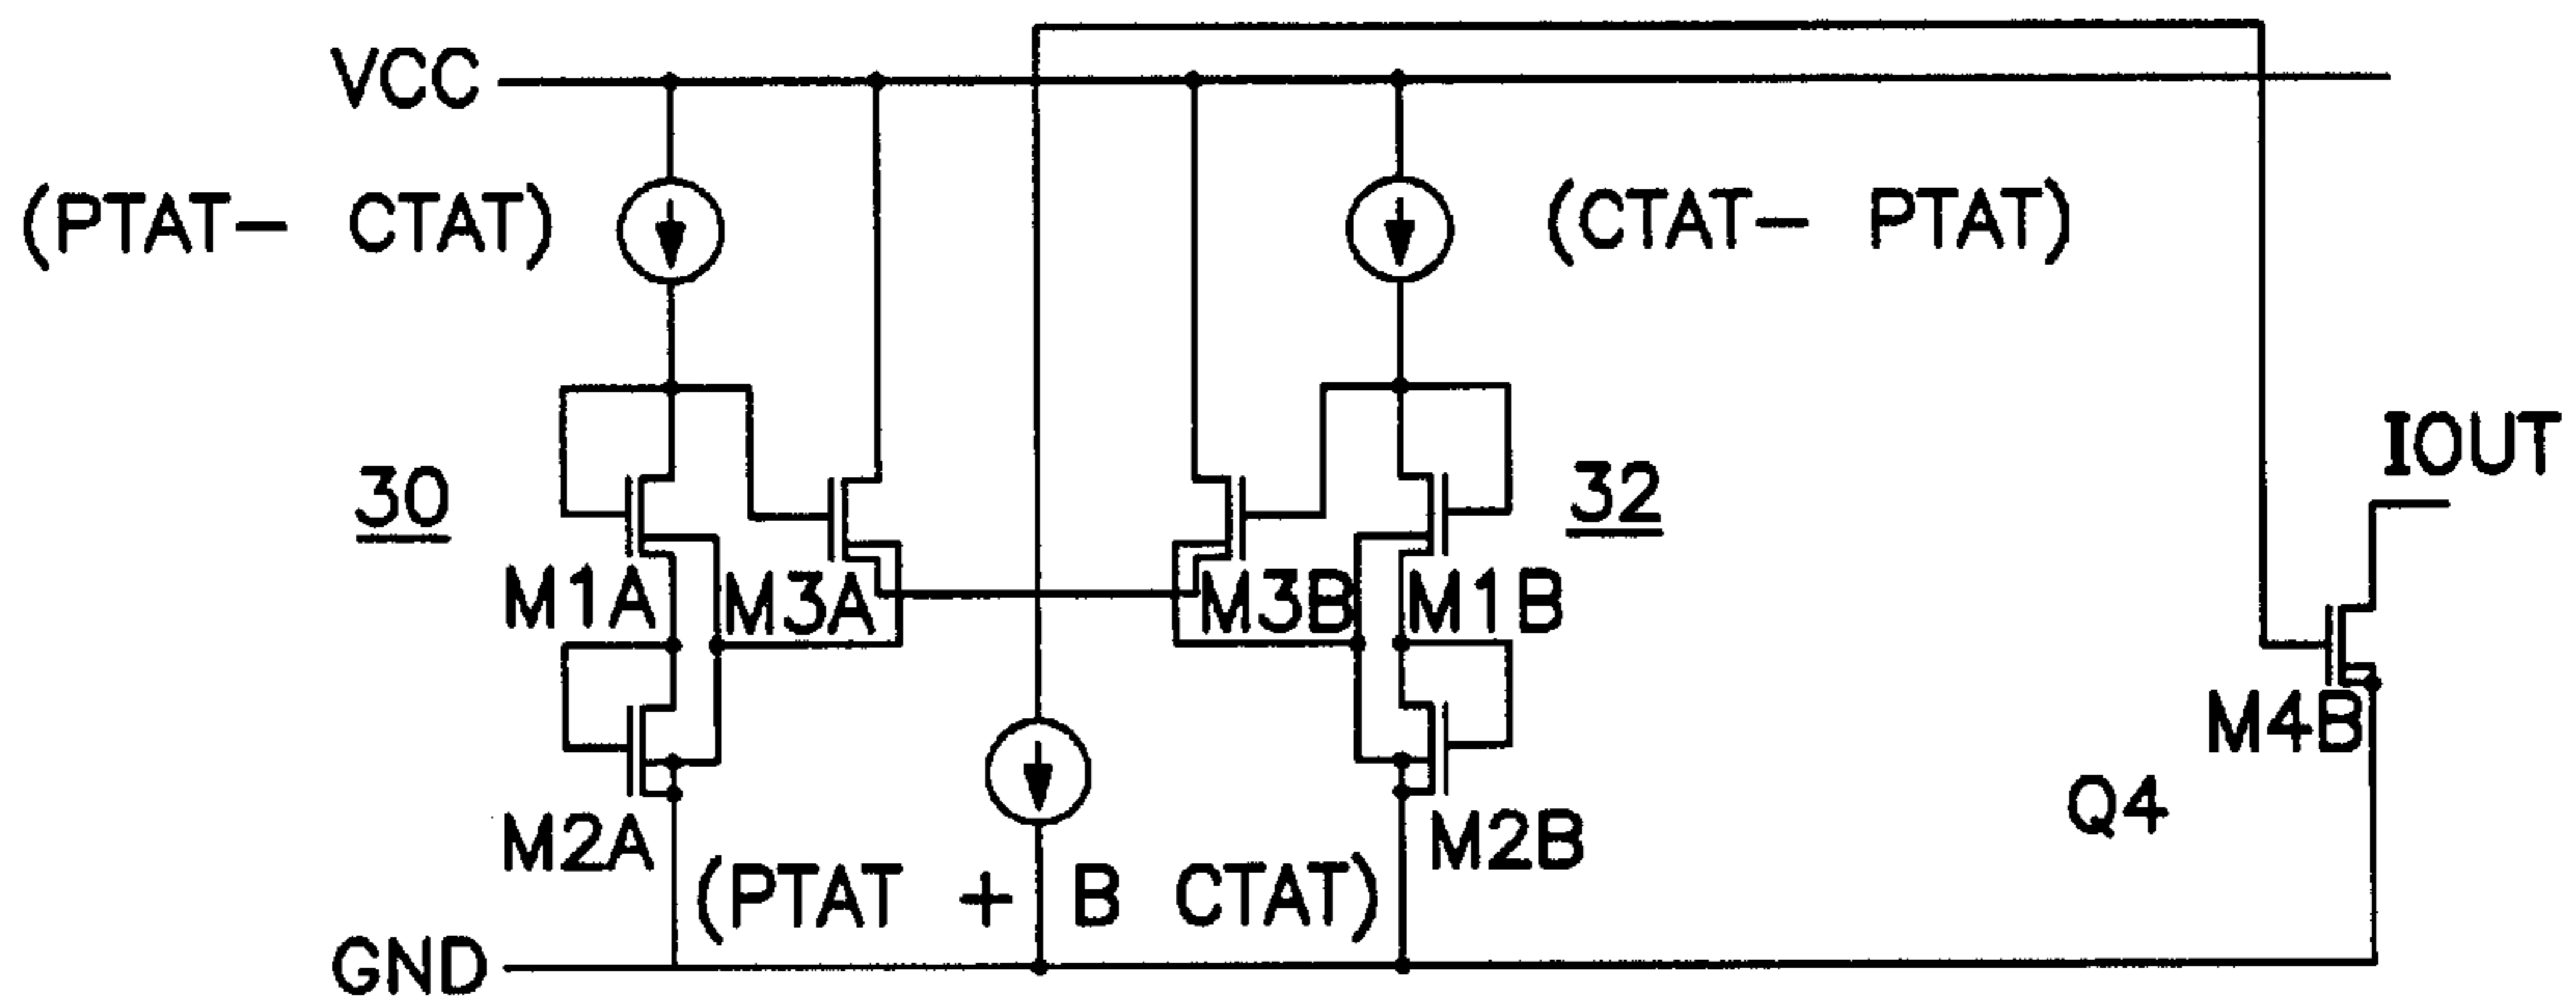 VCC
(PTAT- CTAT)
(CTAT- PTAT)
IOUT
30
32
M1A
M3A
M3B
M1B
M4B
Q4
M2A
M2B
(PTAT + B CTAT)
GND